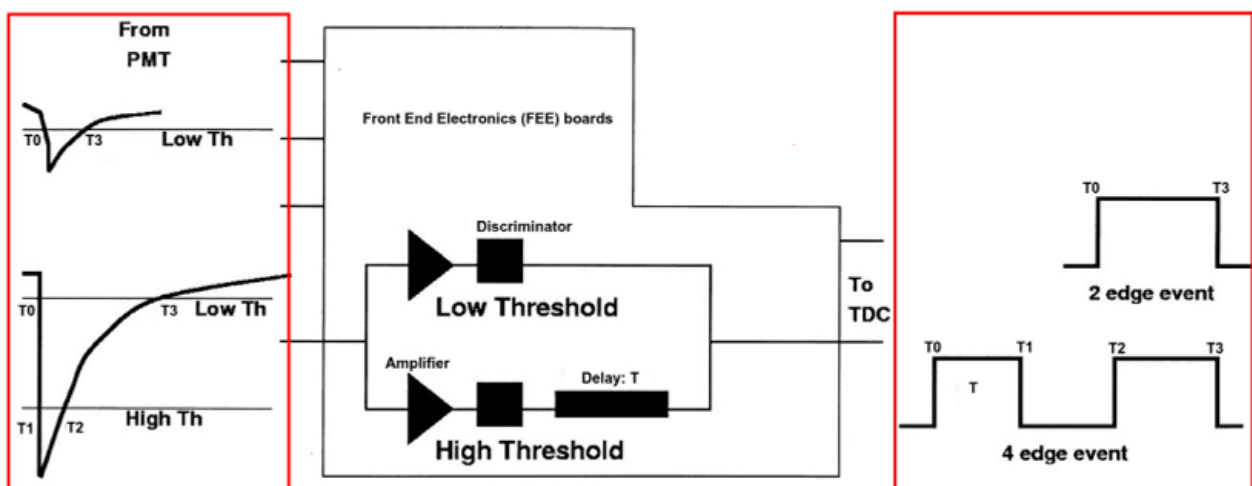 From
PMT
T0
T3
Low Th
T0
T3
Low Th
T1
T2
High Th
Front End Electronics (FEE) boards
Discriminator
Low Threshold
Amplifier
Delay: T
High Threshold
To
TDC
T0
T3
2 edge event
T0
T1
T2
T3
T
4 edge event